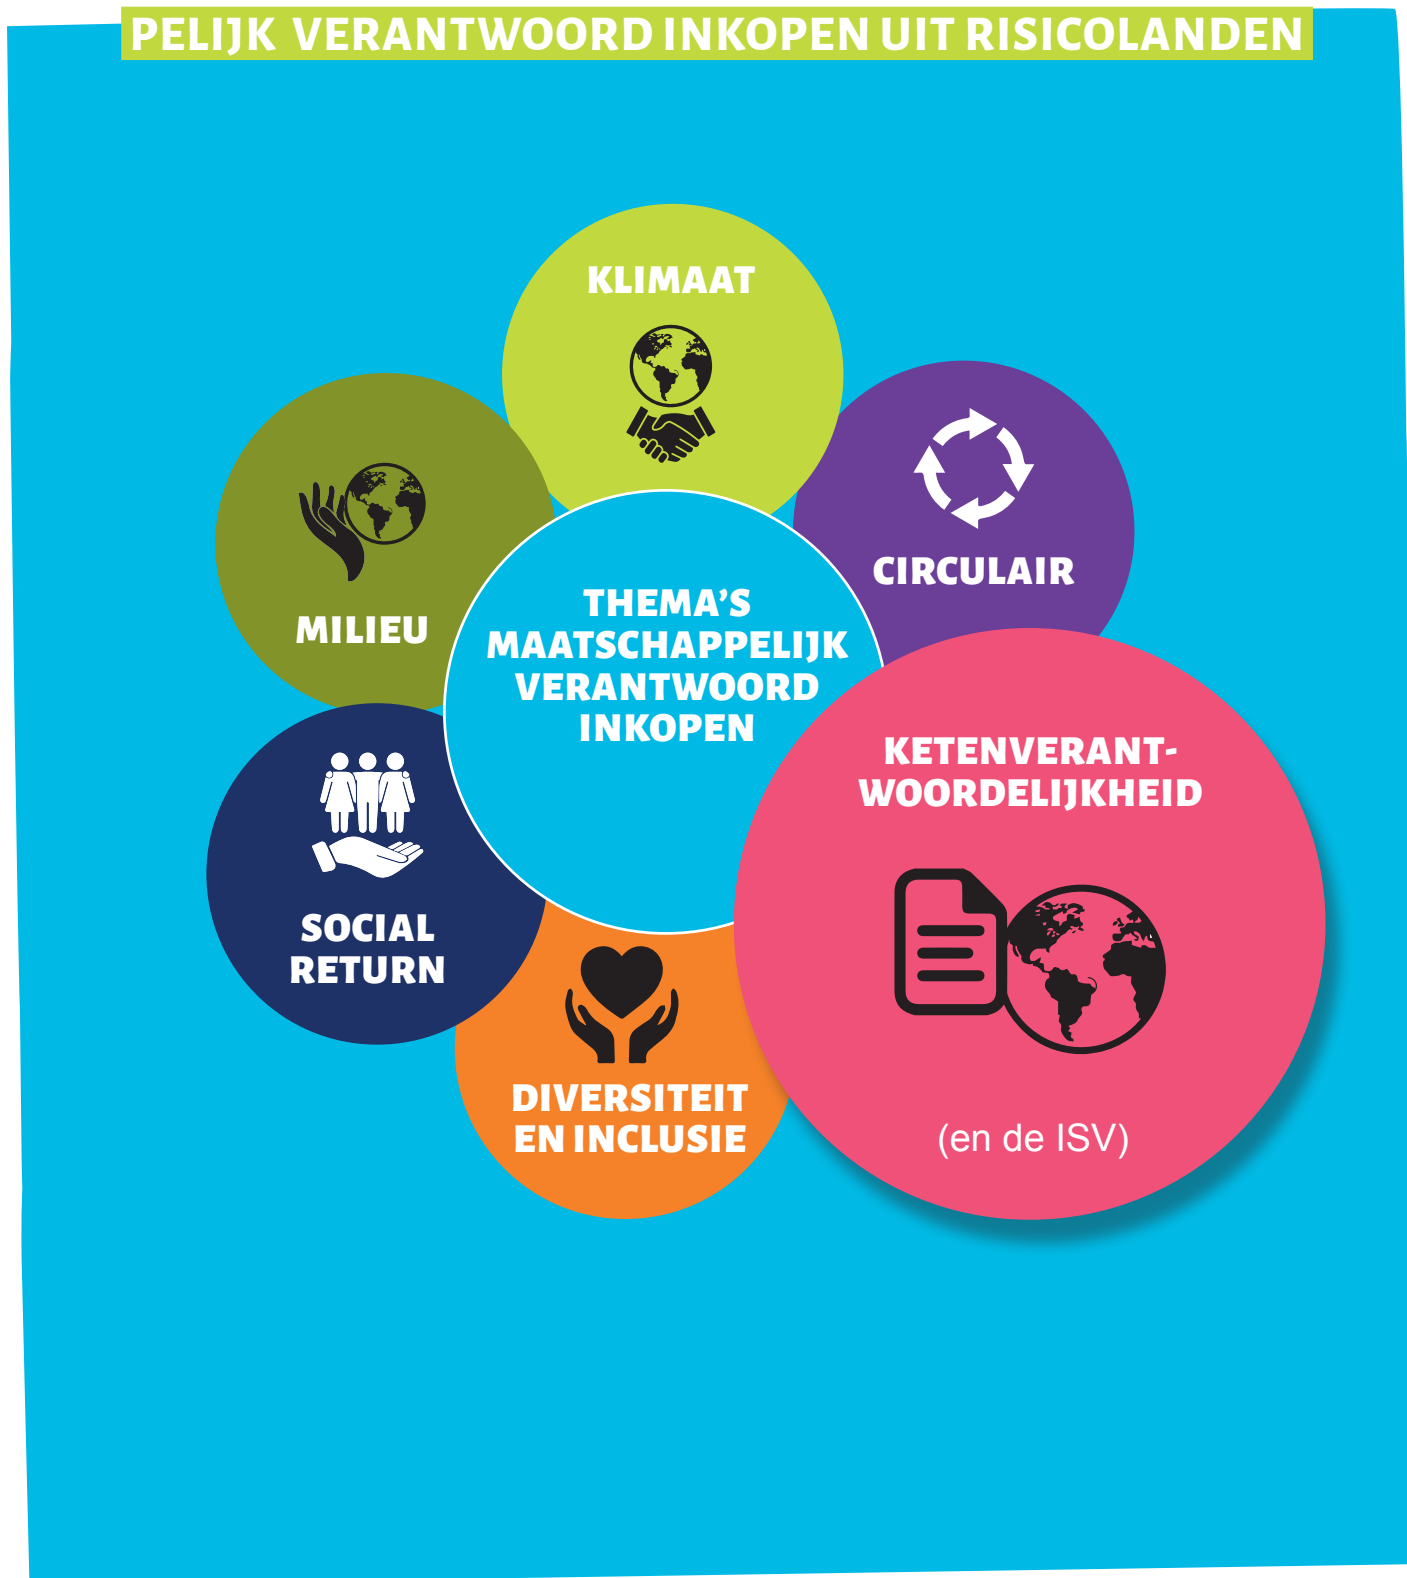 PELIJK VERANTWOORD INKOPEN UIT RISICOLANDEN
KLIMAAT
CIRCULAIR
MILIEU
THEMA’S
MAATSCHAPPELIJK
VERANTWOORD
INKOPEN
KETENVERANT-
WOORDELIJKHEID
(en de ISV)
SOCIAL
RETURN
DIVERSITEIT
EN INCLUSIE